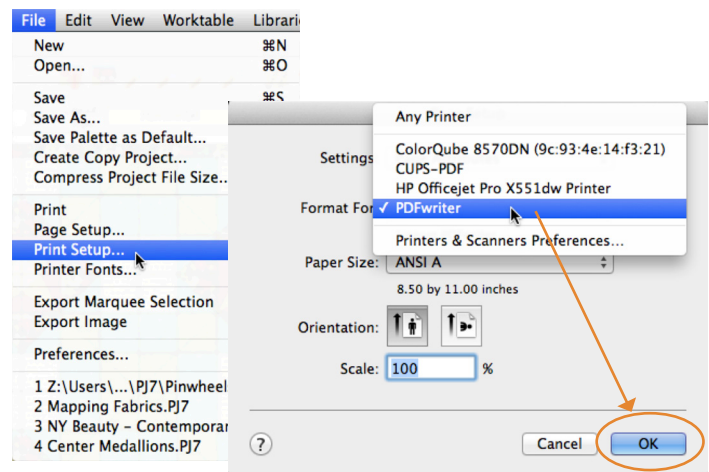 File Edit View Worktable Librari
New ⌘N
Open... ⌘O
Save ⌘S
Save As...
Save Palette as Default...
Create Copy Project...
Compress Project File Size..
Print
Page Setup...
Print Setup...
Printer Fonts...
Export Marquee Selection
Export Image
Preferences...
1 Z:\Users\...\PJ7\Pinwheel
2 Mapping Fabrics.PJ7
3 NY Beauty - Contemporar
4 Center Medallions.PJ7
Any Printer
Settings
ColorQube 8570DN (9c:93:4e:14:f3:21)
CUPS-PDF
HP Officejet Pro X551dw Printer
Format For ✓ PDFwriter
Printers & Scanners Preferences...
Paper Size: ANSI A
8.50 by 11.00 inches
Orientation:
Scale: 100 %
? Cancel OK